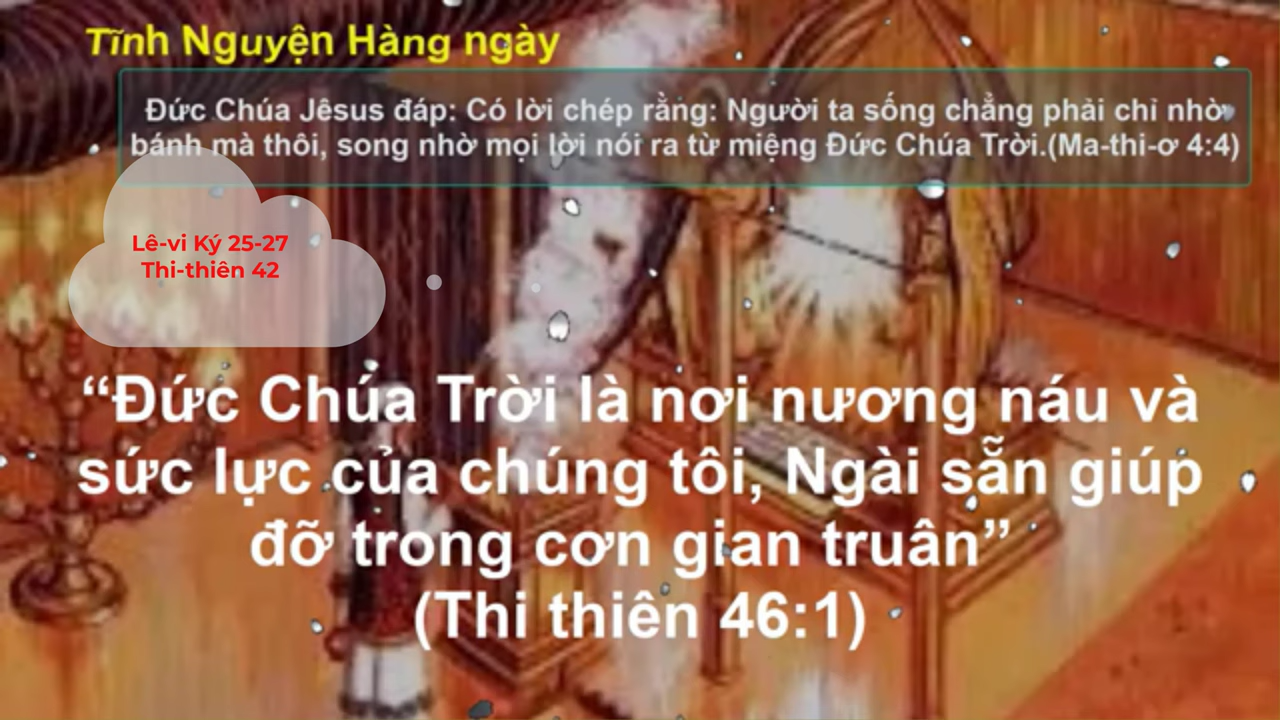 Tĩnh Nguyện Hàng ngày
Đức Chúa Jêsus đáp: Có lời chép rằng: Người ta sống chẳng phải chỉ nhờ
bánh mà thôi, song nhờ mọi lời nói ra từ miệng Đức Chúa Trời.(Ma-thi-ơ 4:4)
Lê-vi Ký 25-27
Thi-thiên 42
“Đức Chúa Trời là nơi nương náu và
sức lực của chúng tôi, Ngài sẵn giúp
đỡ trong cơn gian truân”
(Thi thiên 46:1)